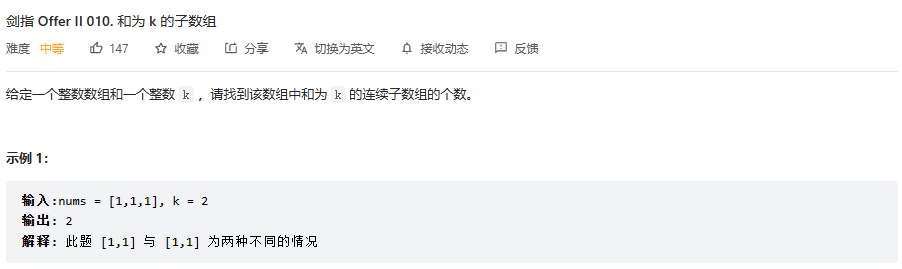 剑指 Offer II 010. 和为 k 的子数组
难度 中等 147 收藏 分享 切换为英文 接收动态 反馈
给定一个整数数组和一个整数 k ，请找到该数组中和为 k 的连续子数组的个数。
示例 1：
输入:nums = [1,1,1], k = 2
输出: 2
解释: 此题 [1,1] 与 [1,1] 为两种不同的情况